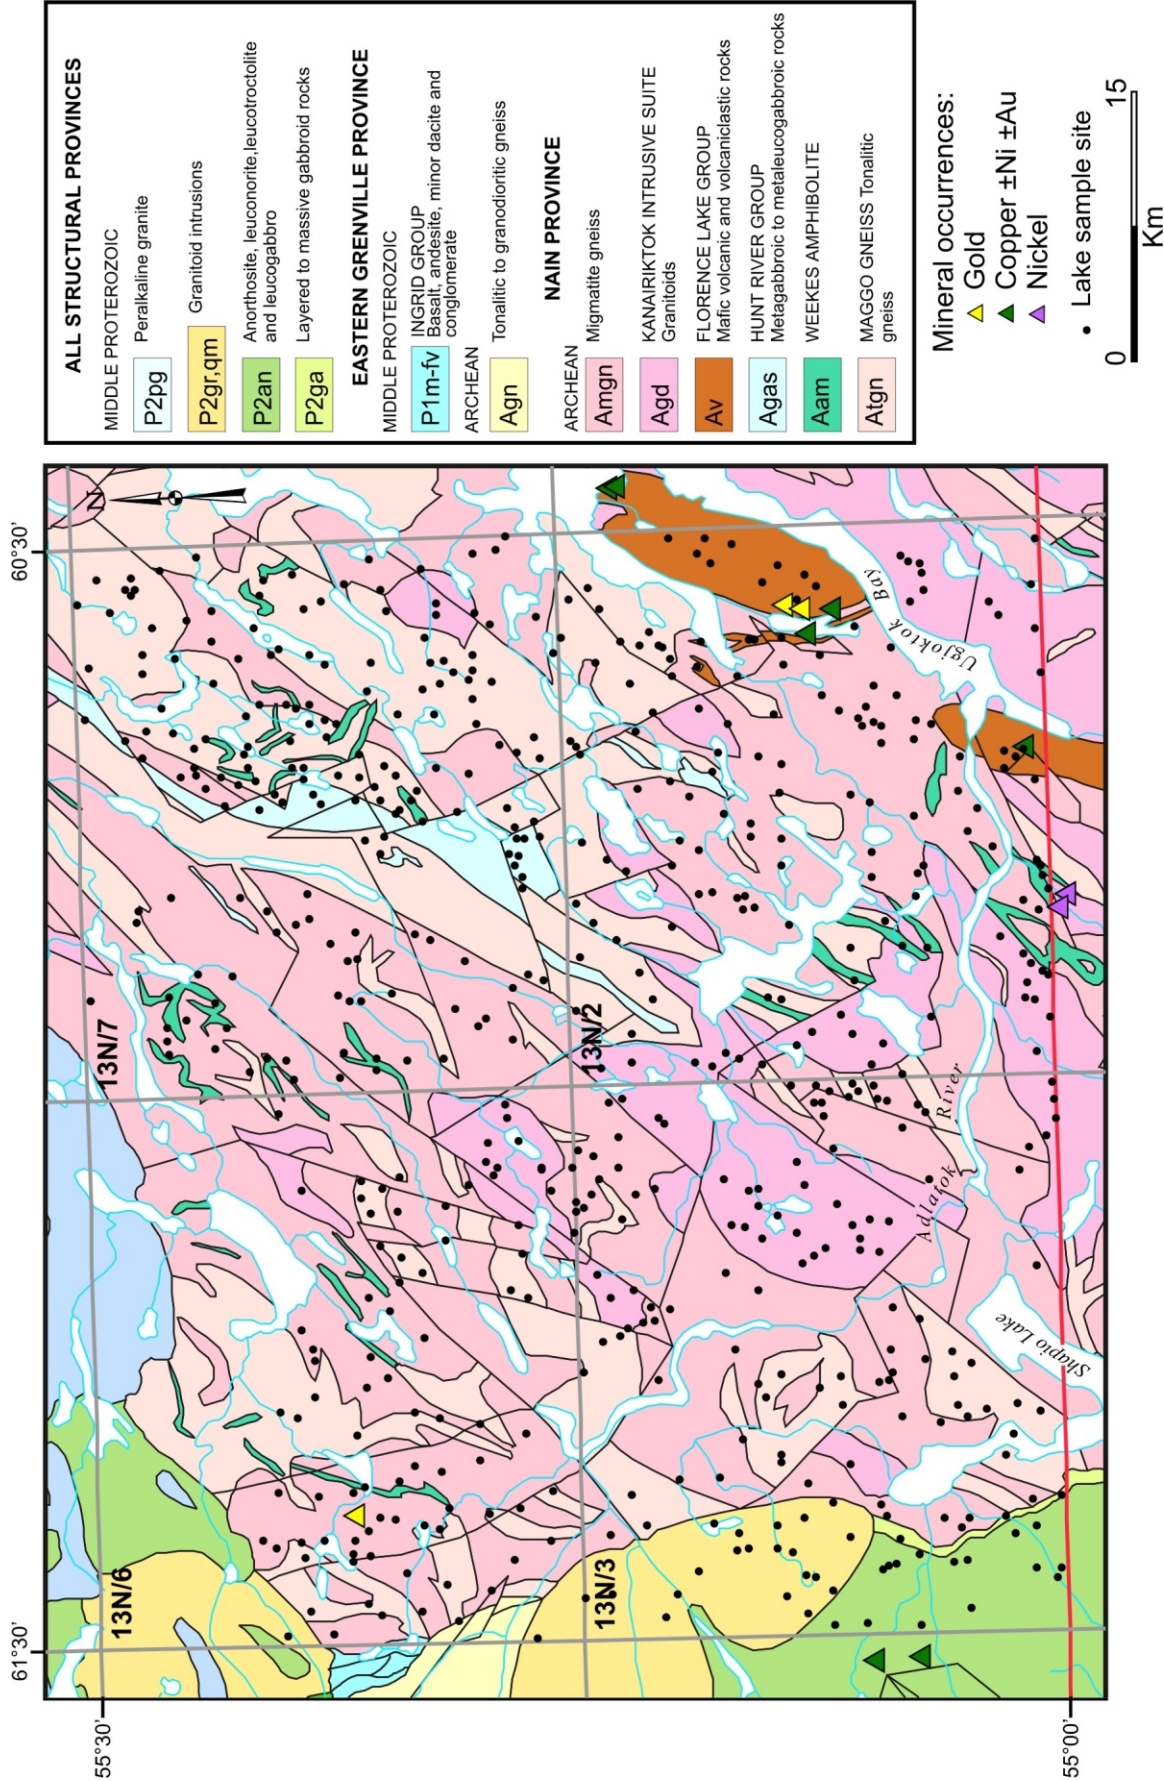 ALL STRUCTURAL PROVINCES
MIDDLE PROTEROZOIC
P2pg
Peralkaline granite
P2gr,qm
Granitoid intrusions
P2an
Anorthosite, leuconorite,leucotroctolite
and leucogabbro
P2ga
Layered to massive gabbroid rocks
EASTERN GRENVILLE PROVINCE
MIDDLE PROTEROZOIC
P1m-fv
INGRID GROUP
Basalt, andesite, minor dacite and
conglomerate
ARCHEAN
Agn
Tonalitic to granodioritic gneiss
NAIN PROVINCE
ARCHEAN
Amgn
Migmatite gneiss
Agd
KANAIRIKTOK INTRUSIVE SUITE
Granitoids
Av
FLORENCE LAKE GROUP
Mafic volcanic and volcaniclastic rocks
Agas
HUNT RIVER GROUP
Metagabbroic to metaleucogabbroic rocks
Aam
WEEKES AMPHIBOLITE
Atgn
MAGGO GNEISS Tonalitic
gneiss
Mineral occurrences:
Gold
Copper ±Ni ±Au
Nickel
Lake sample site
0
15
Km
61°30'
60°30'
55°30'
55°00'
N
13N/6
13N/7
13N/3
13N/2
Ugjoktok Bay
Adlatok River
Shapio Lake